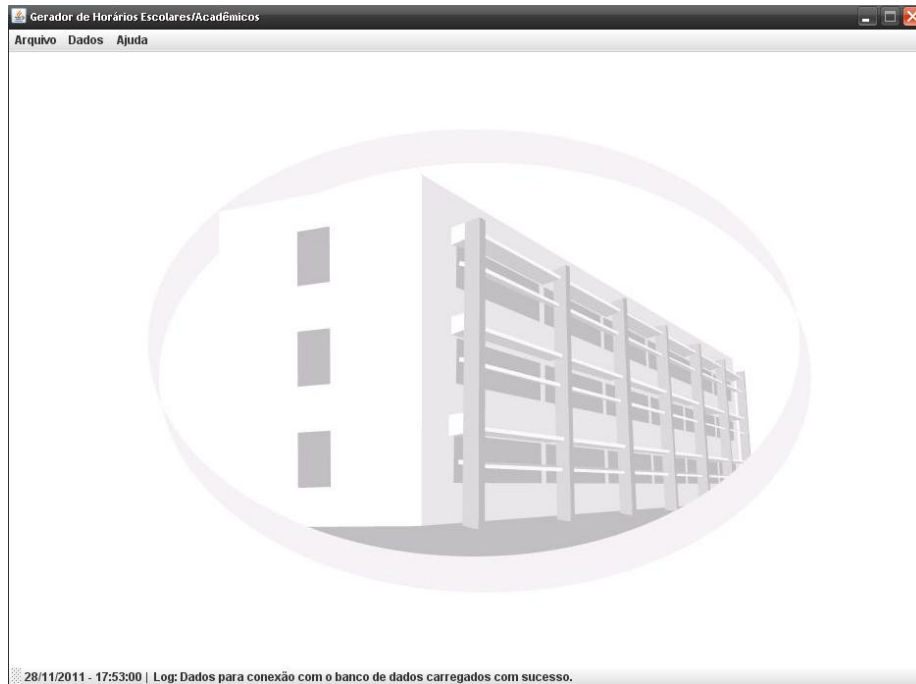 Gerador de Horários Escolares/Acadêmicos
Arquivo Dados Ajuda
28/11/2011 - 17:53:00 | Log: Dados para conexão com o banco de dados carregados com sucesso.